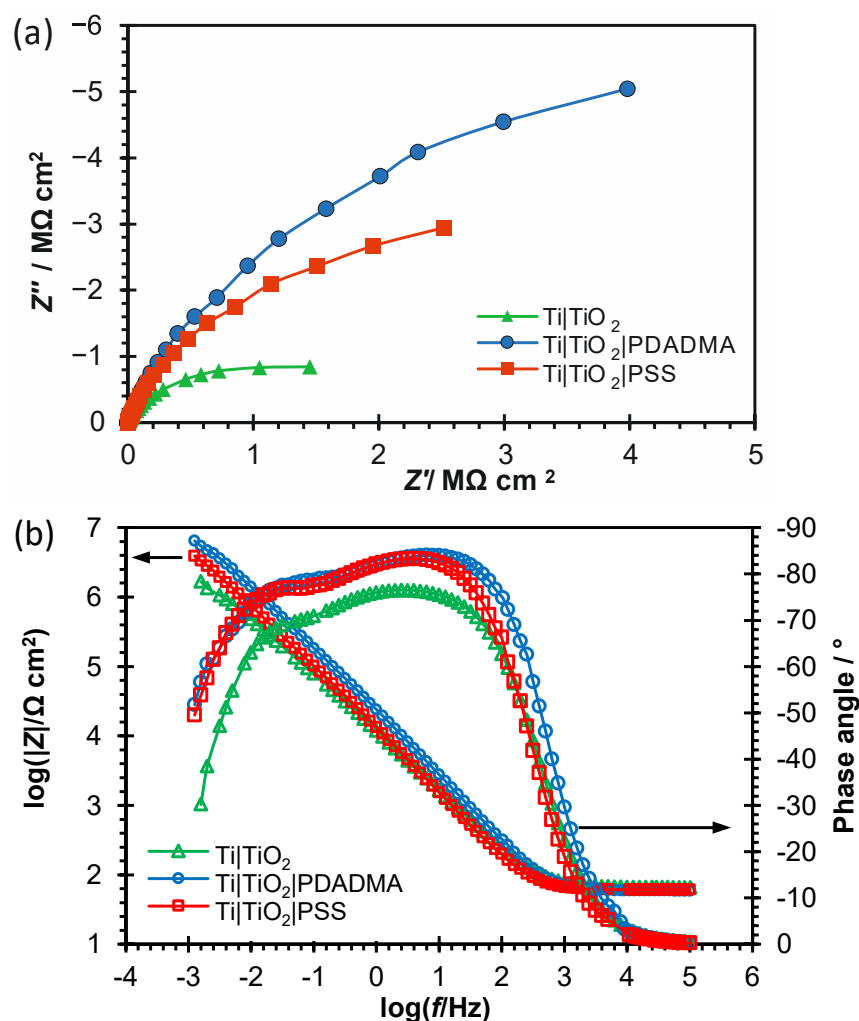 (a)
−6
−5
−4
−3
−2
−1
0
Z″ / MΩ cm²
0 1 2 3 4 5
Z'/ MΩ cm ²
Ti|TiO₂
Ti|TiO₂|PDADMA
Ti|TiO₂|PSS
(b)
7
6
5
4
3
2
1
log(|Z|/Ω cm²)
-90
-80
-70
-60
-50
-40
-30
-20
-10
0
Phase angle / °
Ti|TiO₂
Ti|TiO₂|PDADMA
Ti|TiO₂|PSS
-4 -3 -2 -1 0 1 2 3 4 5 6
log(f/Hz)